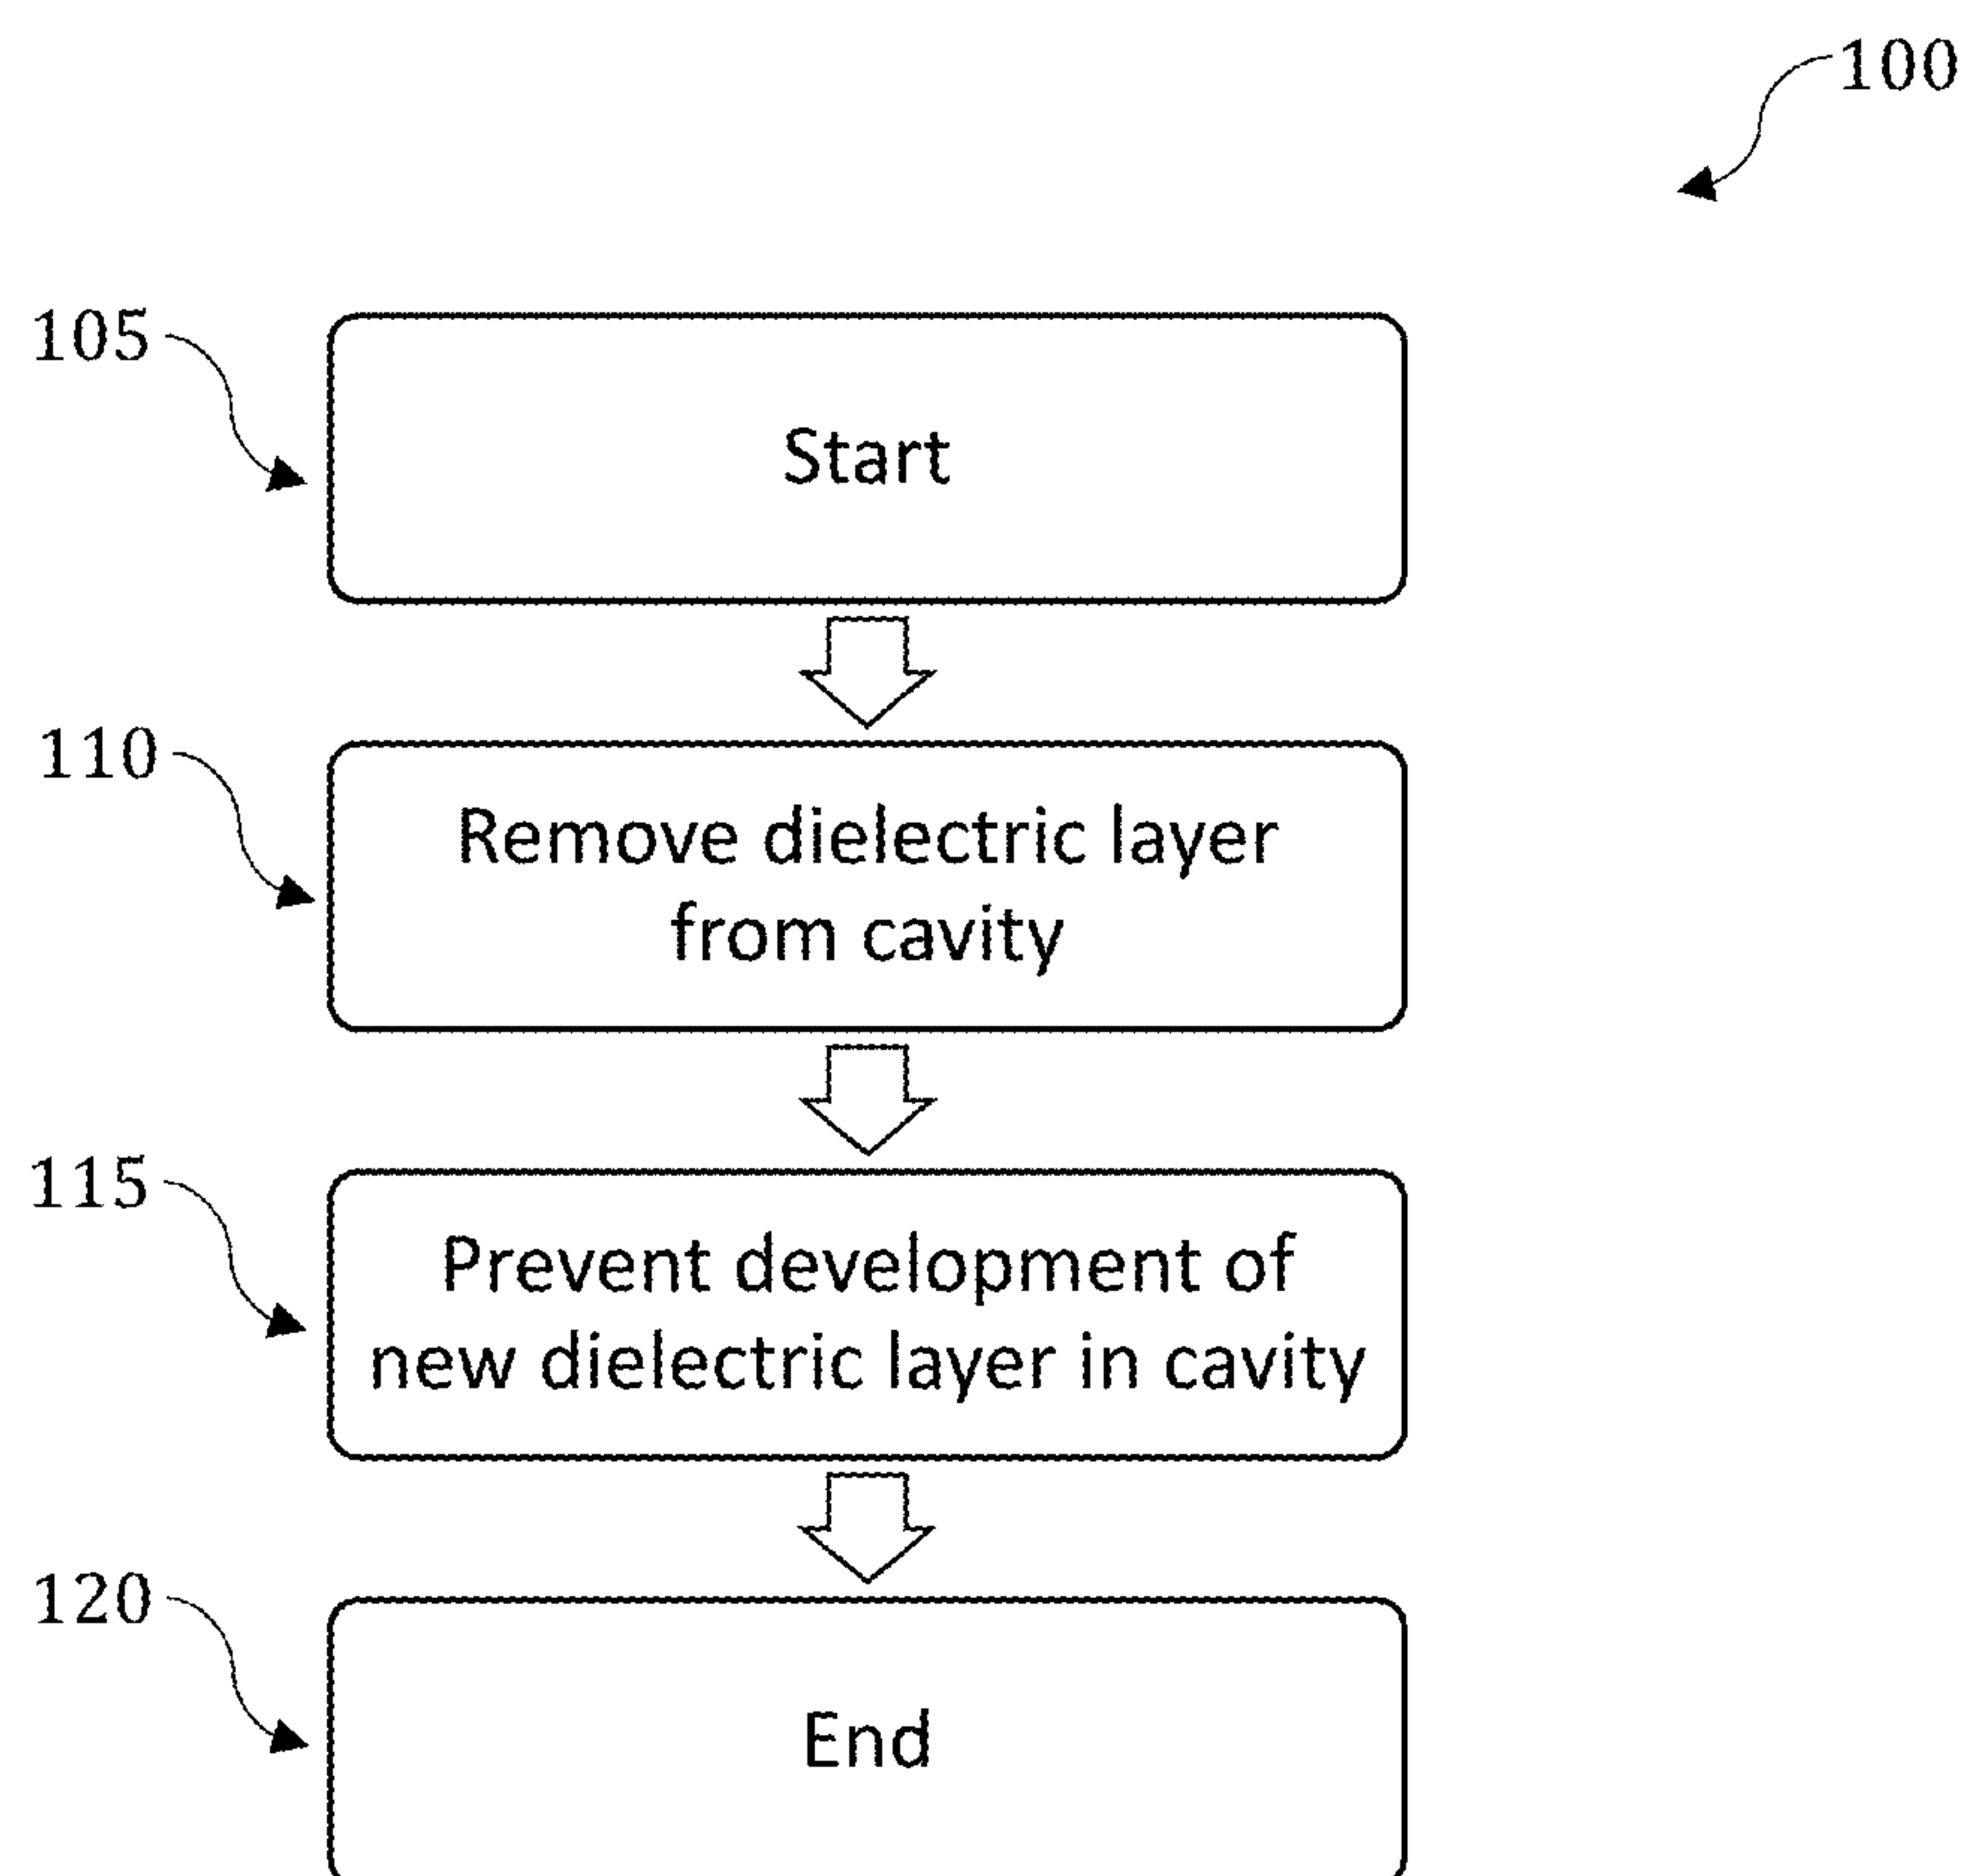 100
105
Start
110
Remove dielectric layer
from cavity
115
Prevent development of
new dielectric layer in cavity
120
End